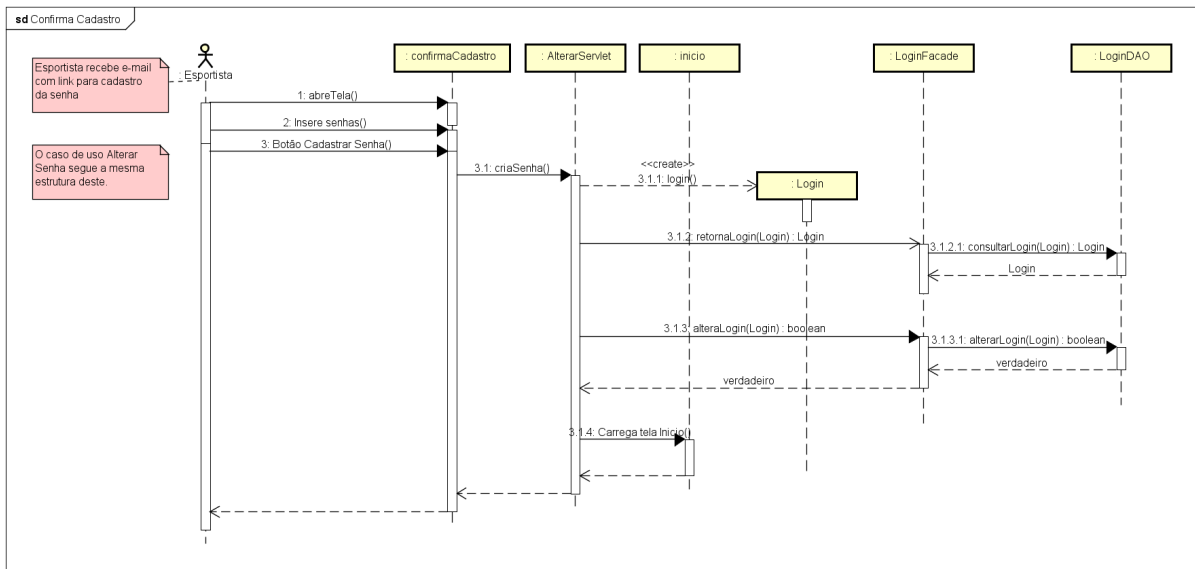 sd Confirma Cadastro
Esportista recebe e-mail
com link para cadastro
da senha
: Esportista
: confirmaCadastro
: AlterarServlet
: inicio
: LoginFacade
: LoginDAO
1: abreTela()
2: Insere senhas()
3: Botão Cadastrar Senha()
O caso de uso Alterar
Senha segue a mesma
estrutura deste.
3.1: criaSenha()
<<create>>
3.1.1: login()
: Login
3.1.2: retornaLogin(Login) : Login
3.1.2.1: consultarLogin(Login) : Login
Login
3.1.3: alteraLogin(Login) : boolean
3.1.3.1: alterarLogin(Login) : boolean
verdadeiro
verdadeiro
3.1.4: Carrega tela Inicio()